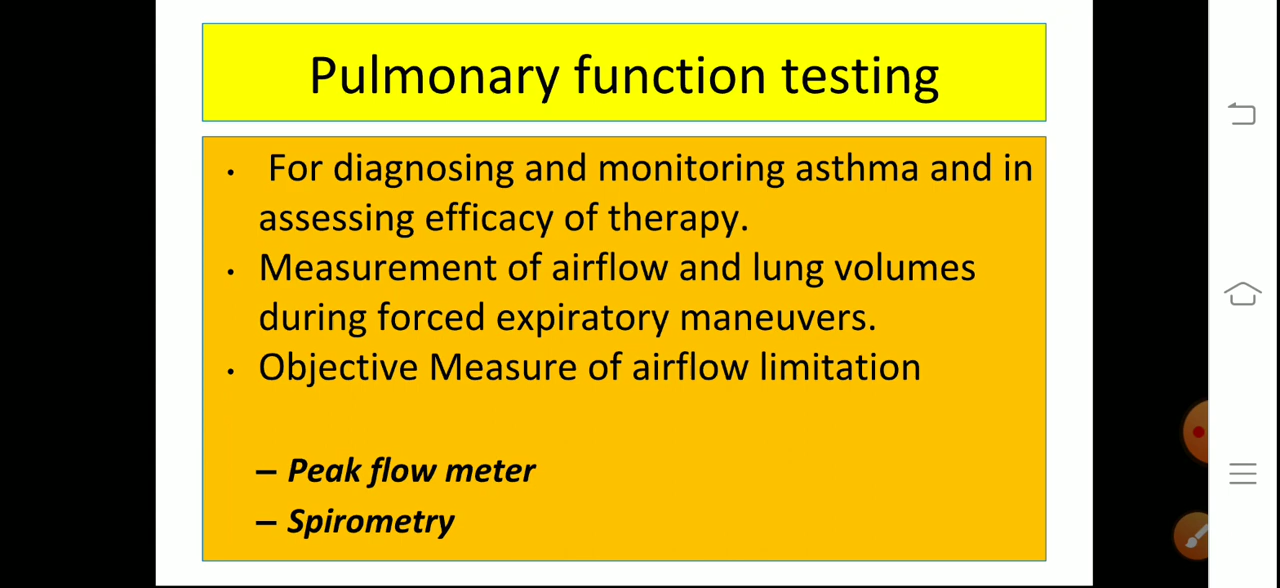 Pulmonary function testing
• For diagnosing and monitoring asthma and in
assessing efficacy of therapy.
• Measurement of airflow and lung volumes
during forced expiratory maneuvers.
• Objective Measure of airflow limitation
– Peak flow meter
– Spirometry